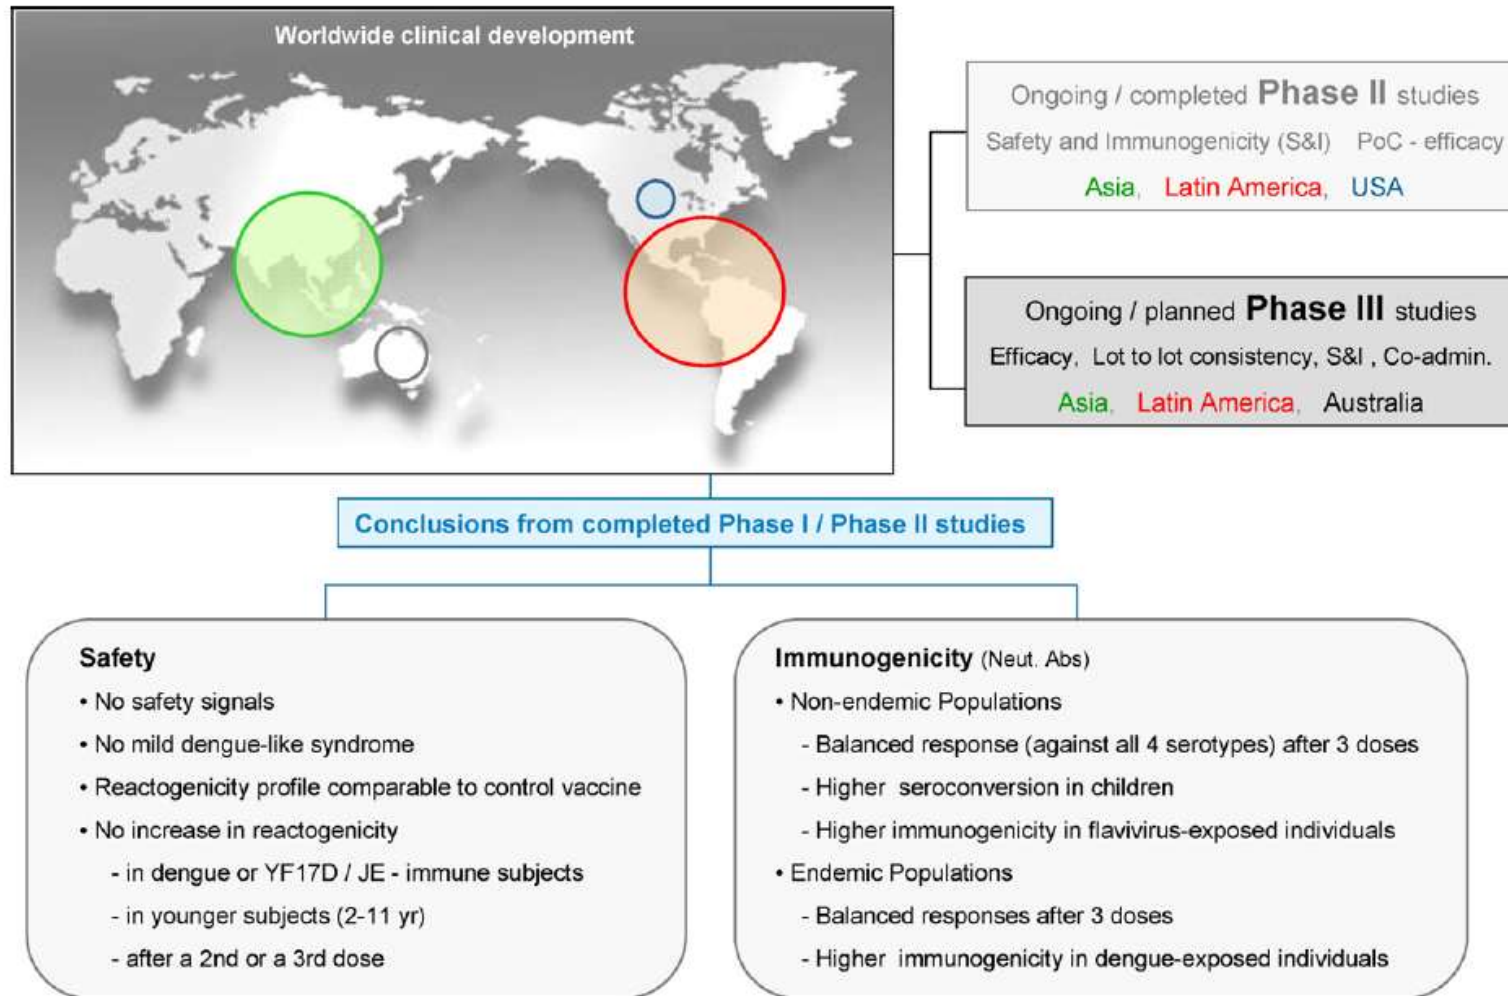 Worldwide clinical development
Ongoing / completed Phase II studies
Safety and Immunogenicity (S&I) PoC - efficacy
Asia, Latin America, USA
Ongoing / planned Phase III studies
Efficacy, Lot to lot consistency, S&I , Co-admin.
Asia, Latin America, Australia
Conclusions from completed Phase I / Phase II studies
Safety
• No safety signals
• No mild dengue-like syndrome
• Reactogenicity profile comparable to control vaccine
• No increase in reactogenicity
- in dengue or YF17D / JE - immune subjects
- in younger subjects (2-11 yr)
- after a 2nd or a 3rd dose
Immunogenicity (Neut. Abs)
• Non-endemic Populations
- Balanced response (against all 4 serotypes) after 3 doses
- Higher seroconversion in children
- Higher immunogenicity in flavivirus-exposed individuals
• Endemic Populations
- Balanced responses after 3 doses
- Higher immunogenicity in dengue-exposed individuals